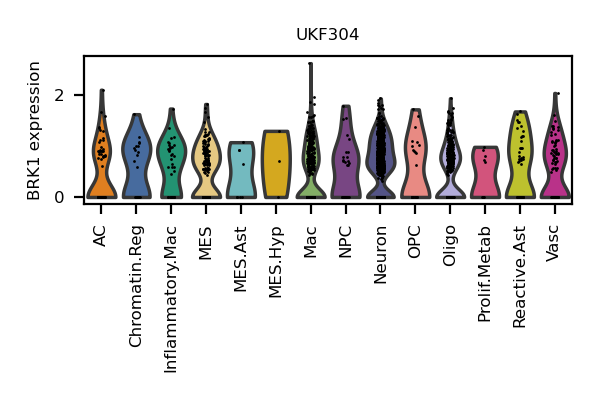 UKF304
BRK1 expression
2
0
AC
Chromatin.Reg
Inflammatory.Mac
MES
MES.Ast
MES.Hyp
Mac
NPC
Neuron
OPC
Oligo
Prolif.Metab
Reactive.Ast
Vasc